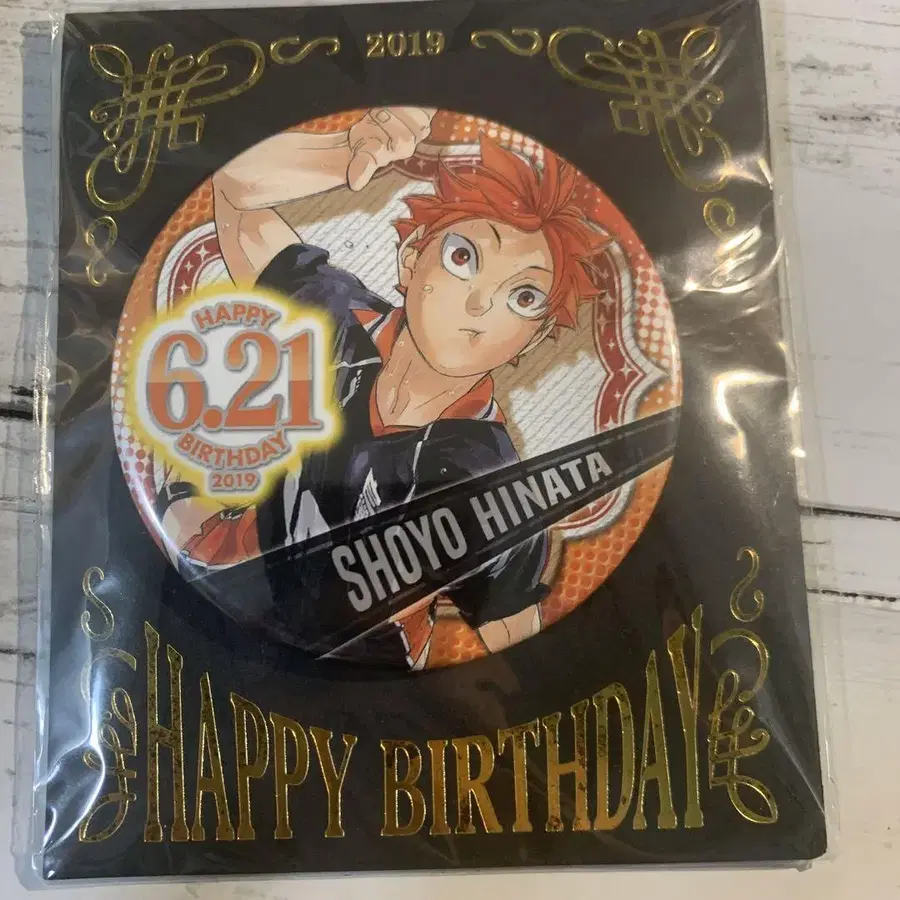 2019
HAPPY
6.21
BIRTHDAY
2019
SHOYO HINATA
HAPPY BIRTHDAY